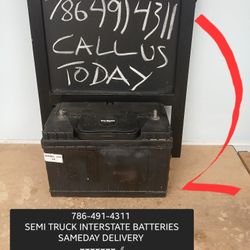 786 491 4311
CALL US
TODAY
786-491-4311
SEMI TRUCK INTERSTATE BATTERIES
SAMEDAY DELIVERY